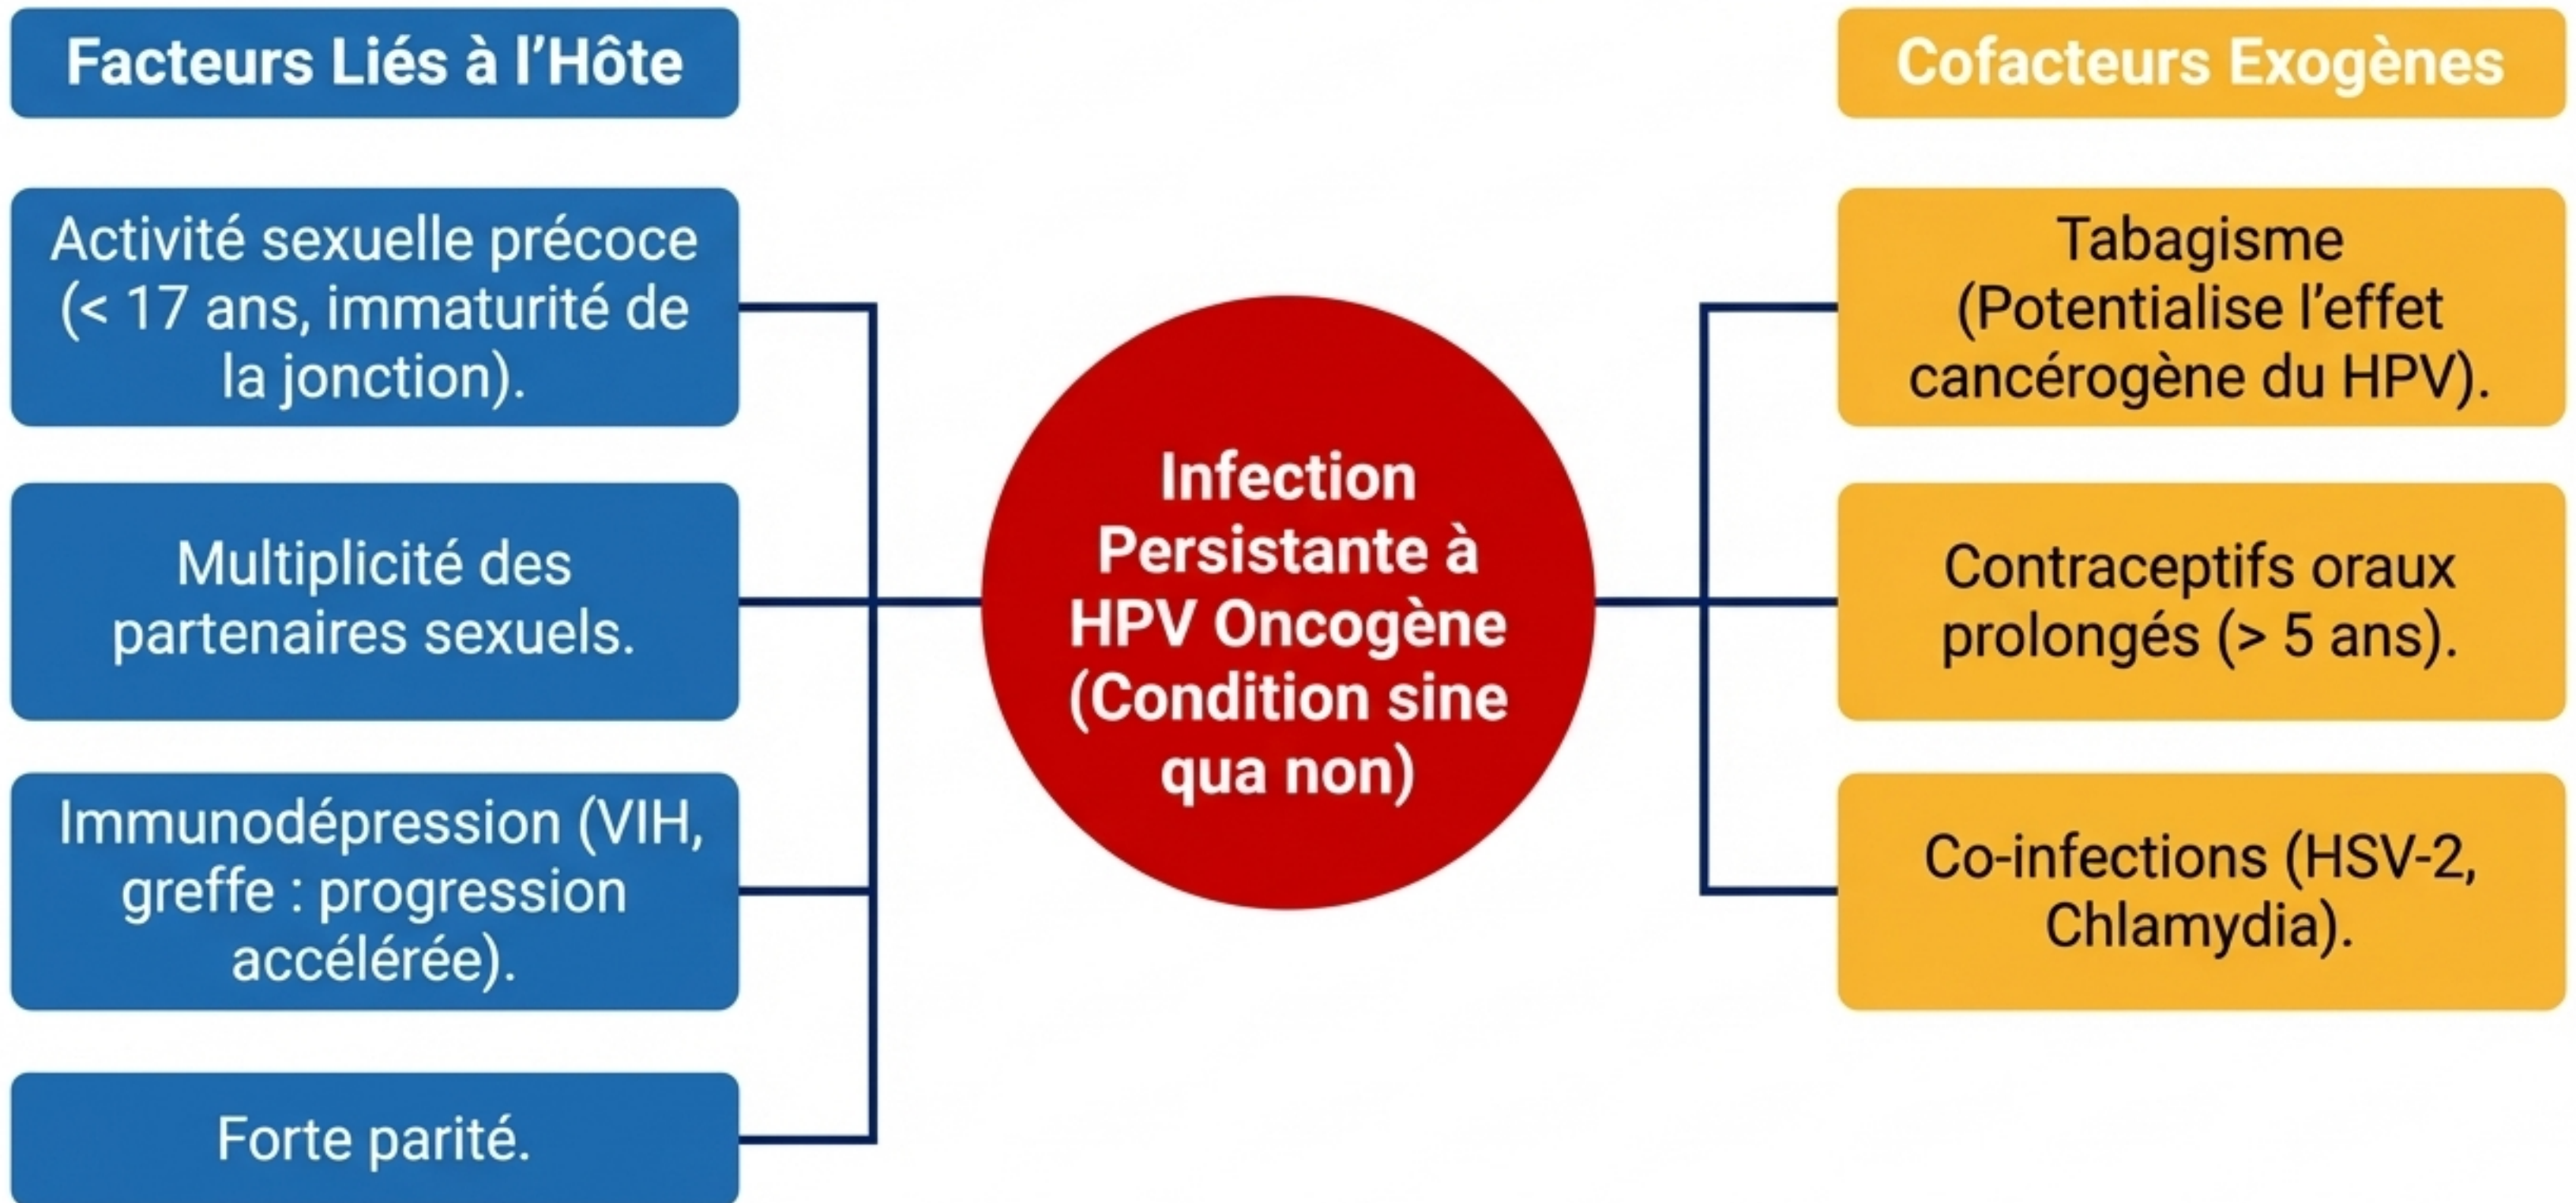 Facteurs Liés à l’Hôte
Activité sexuelle précoce
(< 17 ans, immaturité de
la jonction).
Multiplicité des
partenaires sexuels.
Immunodépression (VIH,
greffe : progression
accélérée).
Forte parité.
Infection
Persistante à
HPV Oncogène
(Condition sine
qua non)
Cofacteurs Exogènes
Tabagisme
(Potentialise l’effet
cancérogène du HPV).
Contraceptifs oraux
prolongés (> 5 ans).
Co-infections (HSV-2,
Chlamydia).